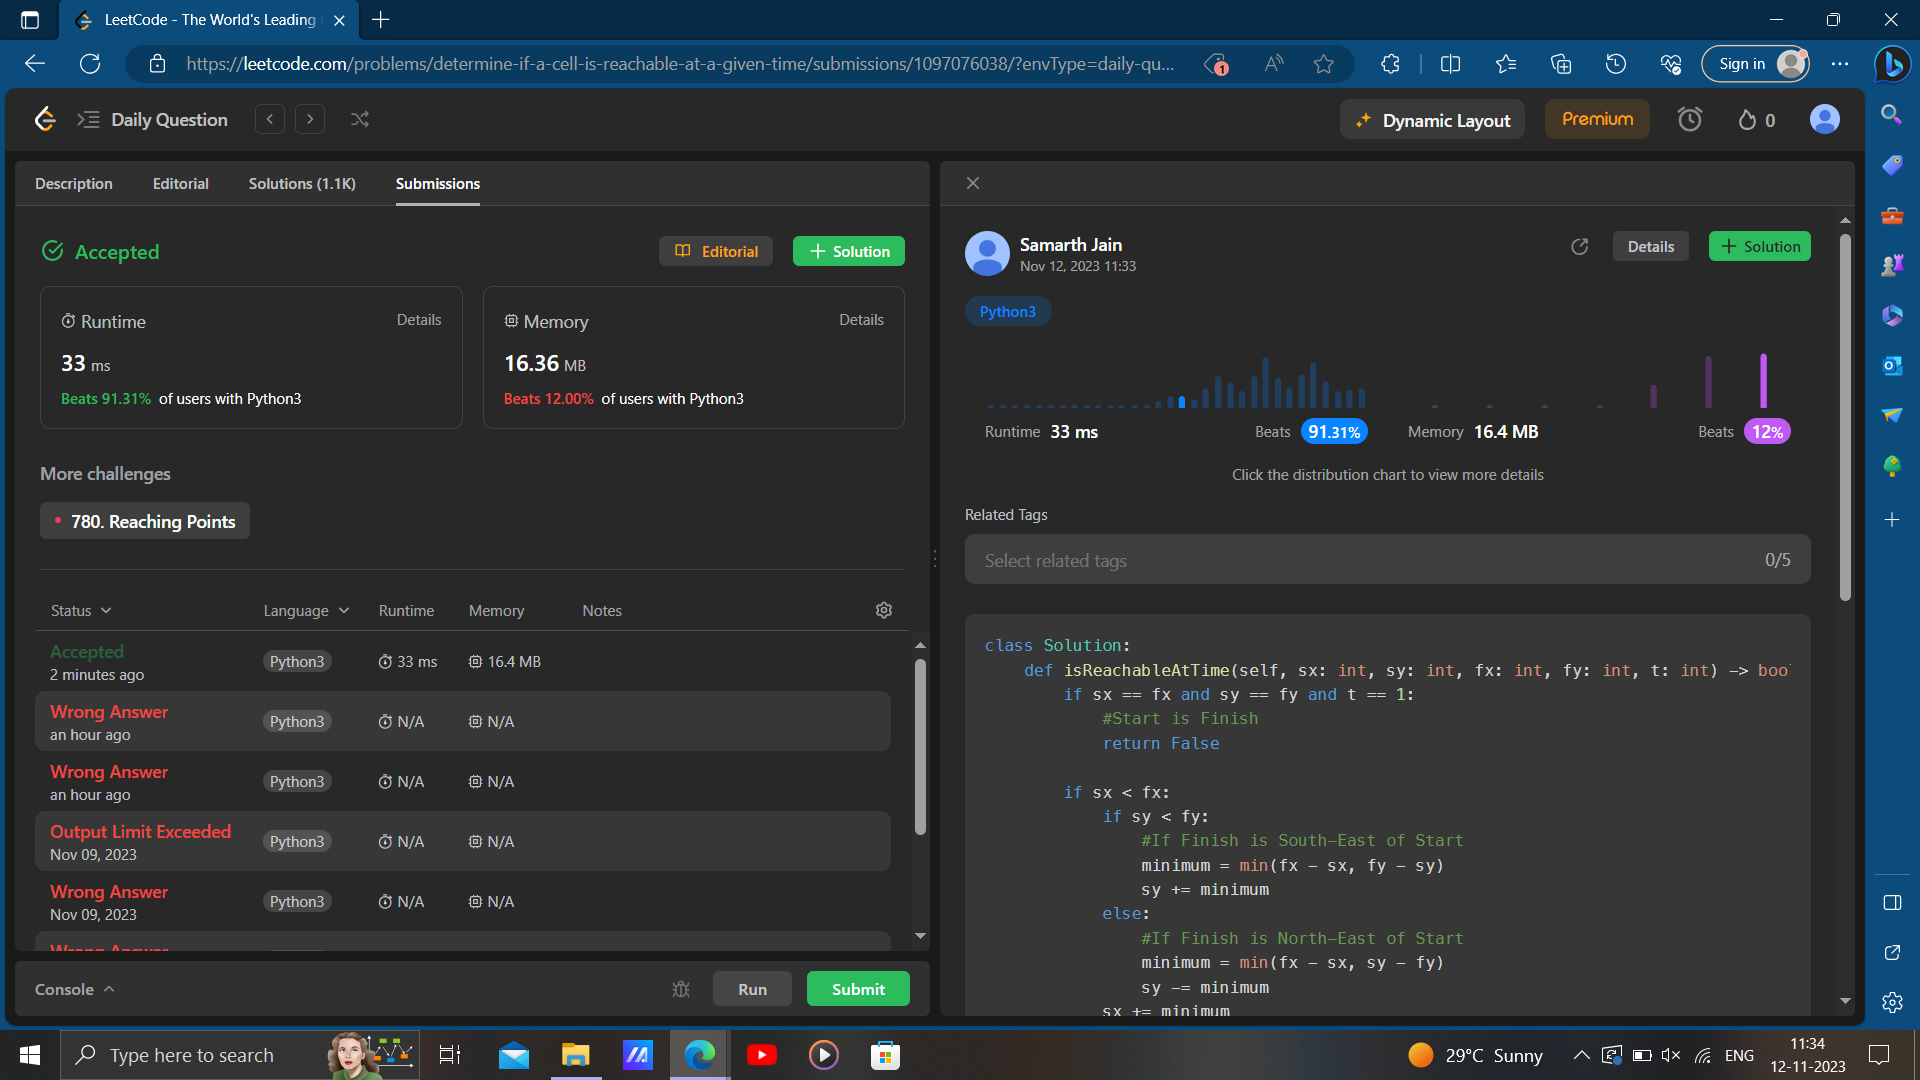 LeetCode - The World's Leading
https://leetcode.com/problems/determine-if-a-cell-is-reachable-at-a-given-time/submissions/1097076038/?envType=daily-qu...
1
Sign in
Daily Question
Dynamic Layout
Premium
0
Description
Editorial
Solutions (1.1K)
Submissions
Accepted
Editorial
+ Solution
Runtime
Details
33 ms
Beats 91.31% of users with Python3
Memory
Details
16.36 MB
Beats 12.00% of users with Python3
More challenges
780. Reaching Points
Status
Language
Runtime
Memory
Notes
Accepted
2 minutes ago
Python3
33 ms
16.4 MB
Wrong Answer
an hour ago
Python3
N/A
N/A
Wrong Answer
an hour ago
Python3
N/A
N/A
Output Limit Exceeded
Nov 09, 2023
Python3
N/A
N/A
Wrong Answer
Nov 09, 2023
Python3
N/A
N/A
Wrong Answer
Console
Run
Submit
Samarth Jain
Nov 12, 2023 11:33
Details
+ Solution
Python3
Runtime 33 ms
Beats 91.31%
Memory 16.4 MB
Beats 12%
Click the distribution chart to view more details
Related Tags
Select related tags
0/5
class Solution:
def isReachableAtTime(self, sx: int, sy: int, fx: int, fy: int, t: int) -> boo
if sx == fx and sy == fy and t == 1:
#Start is Finish
return False
if sx < fx:
if sy < fy:
#If Finish is South-East of Start
minimum = min(fx - sx, fy - sy)
sy += minimum
else:
#If Finish is North-East of Start
minimum = min(fx - sx, sy - fy)
sy -= minimum
sx += minimum
Type here to search
29°C Sunny
ENG
11:34
12-11-2023